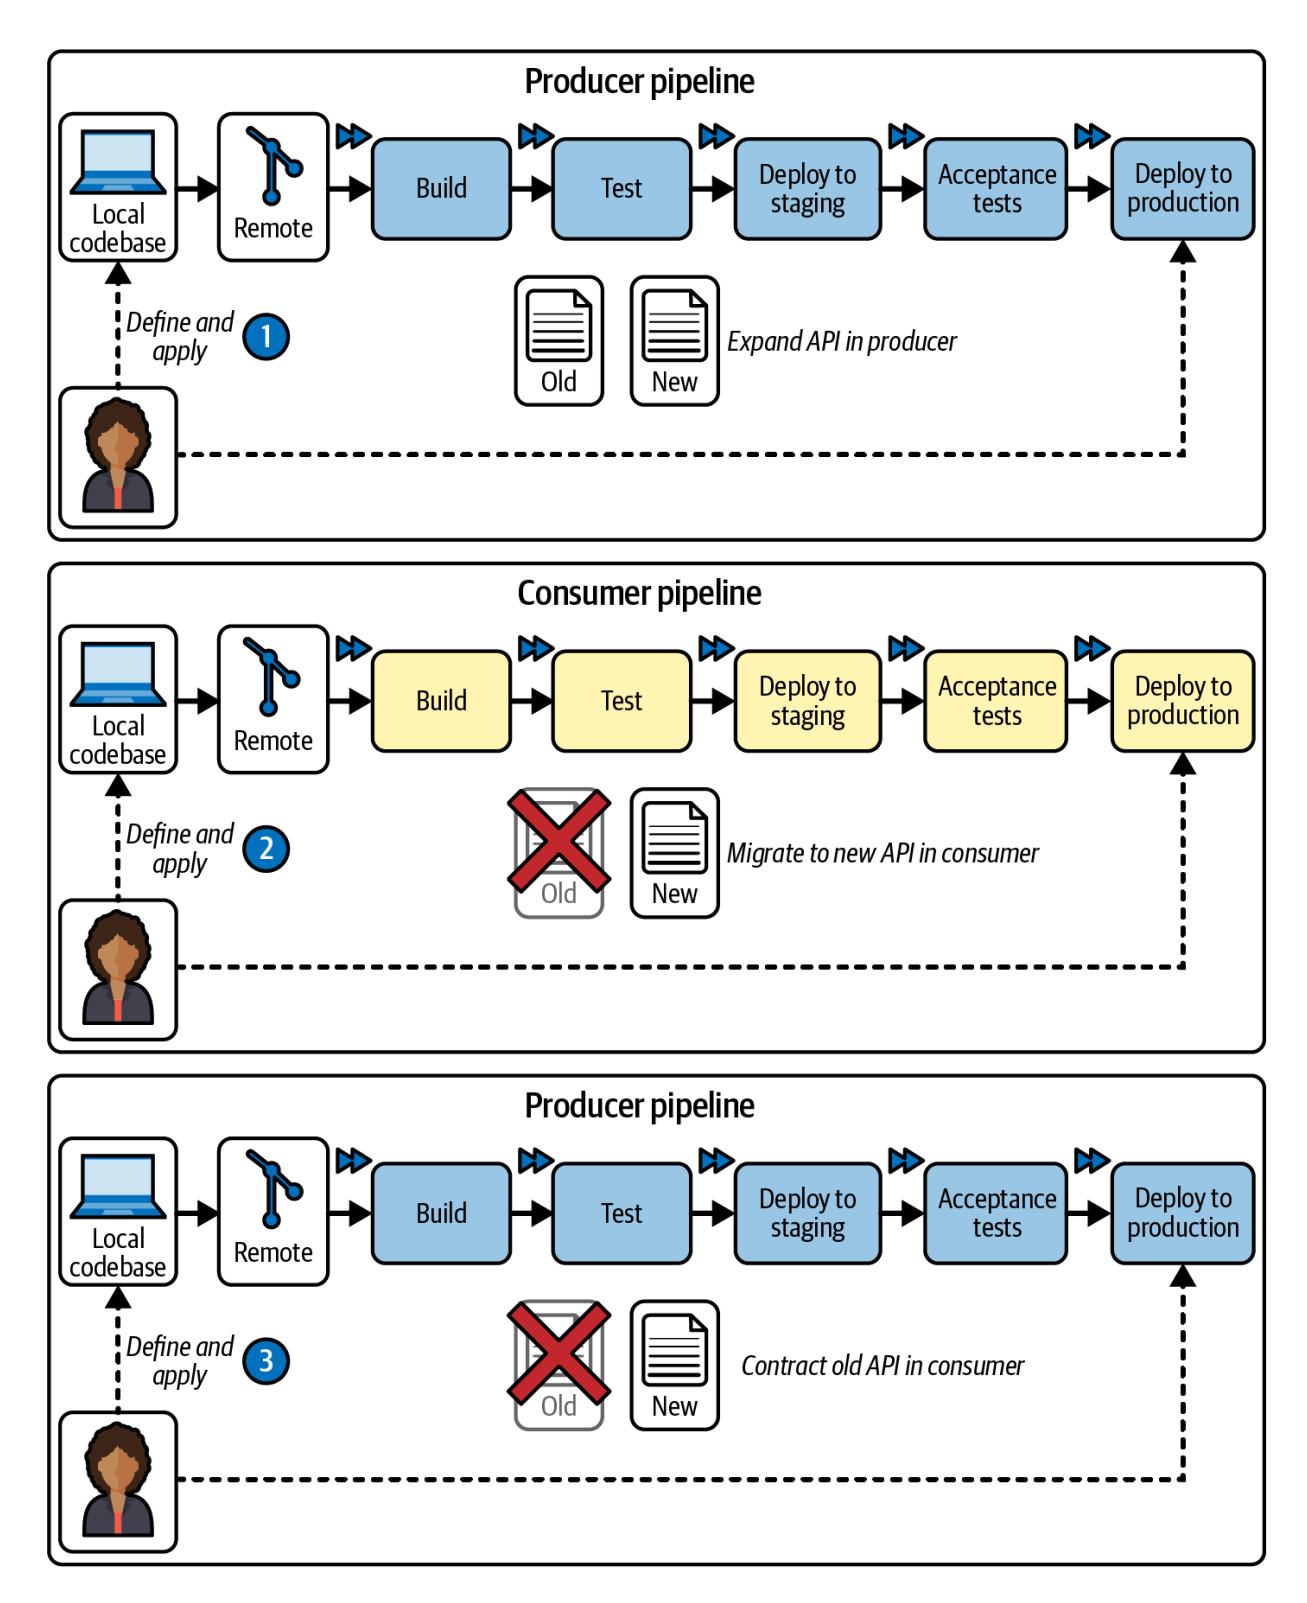 Producer pipeline
Local
codebase
Remote
Build
Test
Deploy to
staging
Acceptance
tests
Deploy to
production
Define and
apply
1
Old
New
Expand API in producer
Consumer pipeline
Local
codebase
Remote
Build
Test
Deploy to
staging
Acceptance
tests
Deploy to
production
Define and
apply
2
Old
New
Migrate to new API in consumer
Producer pipeline
Local
codebase
Remote
Build
Test
Deploy to
staging
Acceptance
tests
Deploy to
production
Define and
apply
3
Old
New
Contract old API in consumer